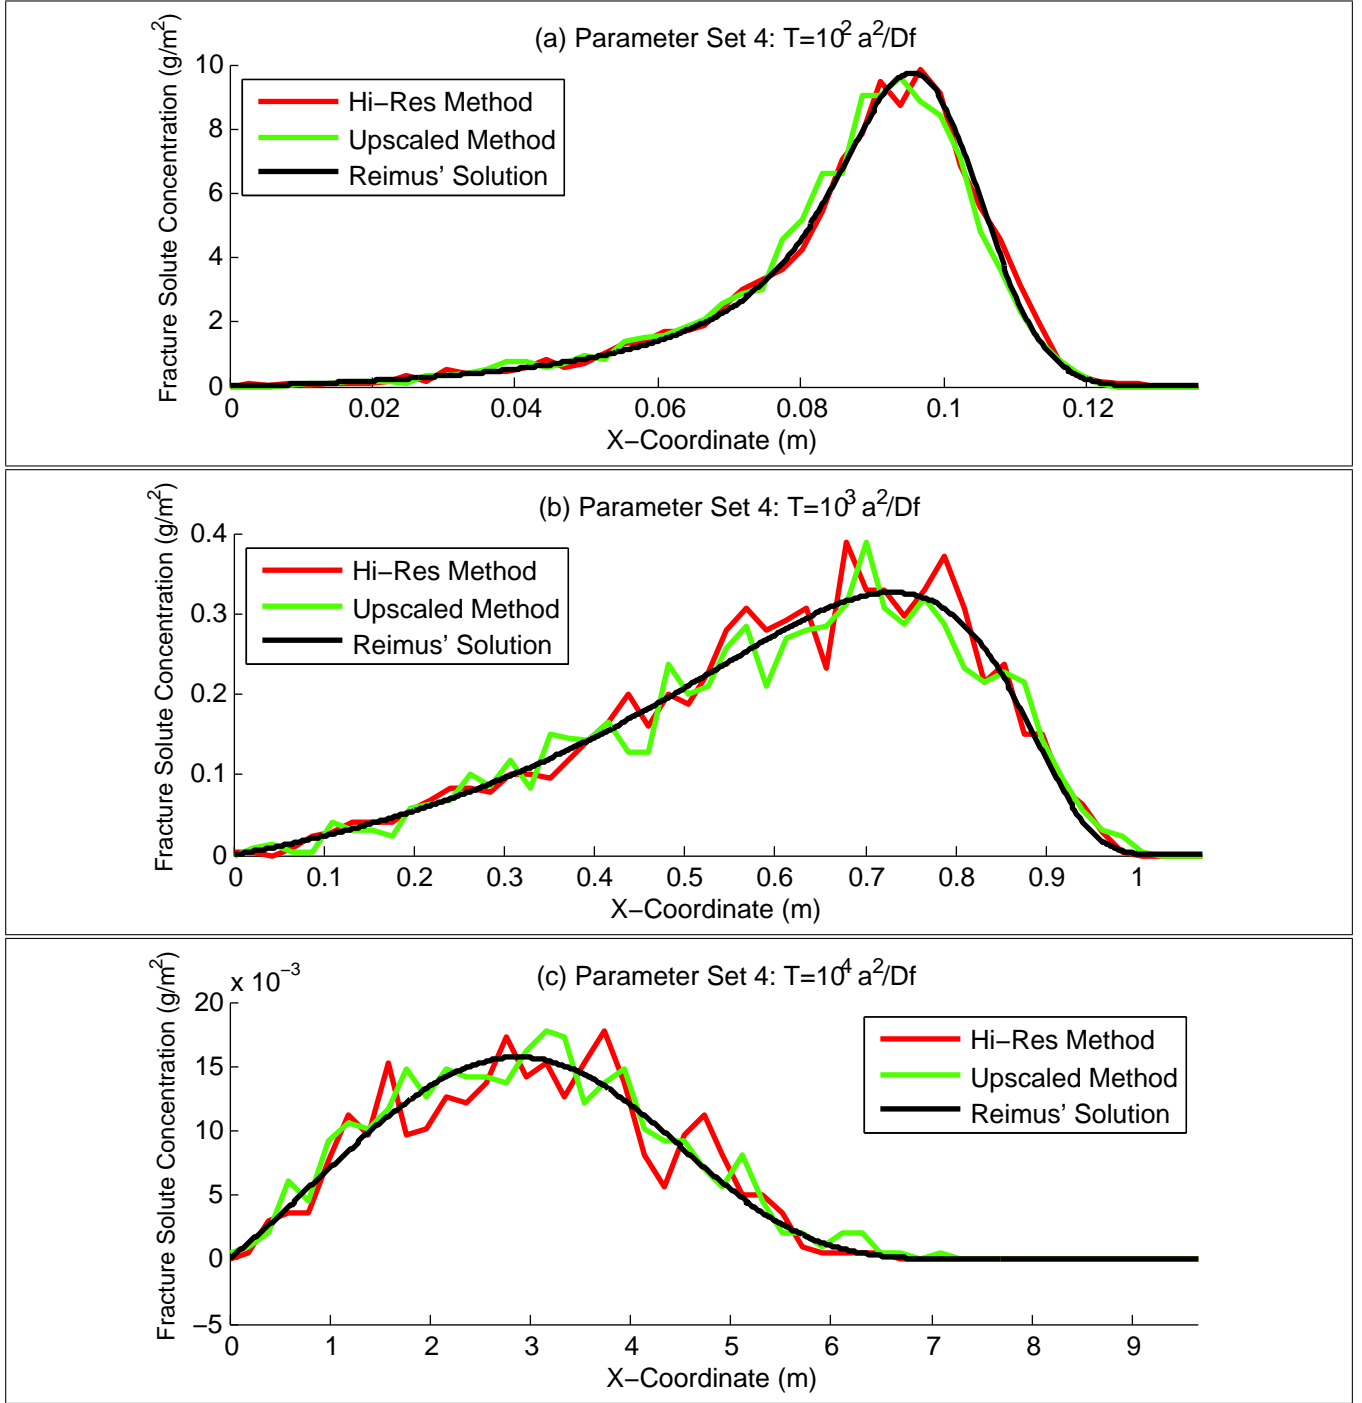 (a) Parameter Set 4: T=10² a²/Df
Fracture Solute Concentration (g/m²)
10
8
6
4
2
0
Hi−Res Method
Upscaled Method
Reimus' Solution
0 0.02 0.04 0.06 0.08 0.1 0.12
X−Coordinate (m)
(b) Parameter Set 4: T=10³ a²/Df
Fracture Solute Concentration (g/m²)
0.4
0.3
0.2
0.1
0
Hi−Res Method
Upscaled Method
Reimus' Solution
0 0.1 0.2 0.3 0.4 0.5 0.6 0.7 0.8 0.9 1
X−Coordinate (m)
(c) Parameter Set 4: T=10⁴ a²/Df
x 10⁻³
Fracture Solute Concentration (g/m²)
20
15
10
5
0
−5
Hi−Res Method
Upscaled Method
Reimus' Solution
0 1 2 3 4 5 6 7 8 9
X−Coordinate (m)